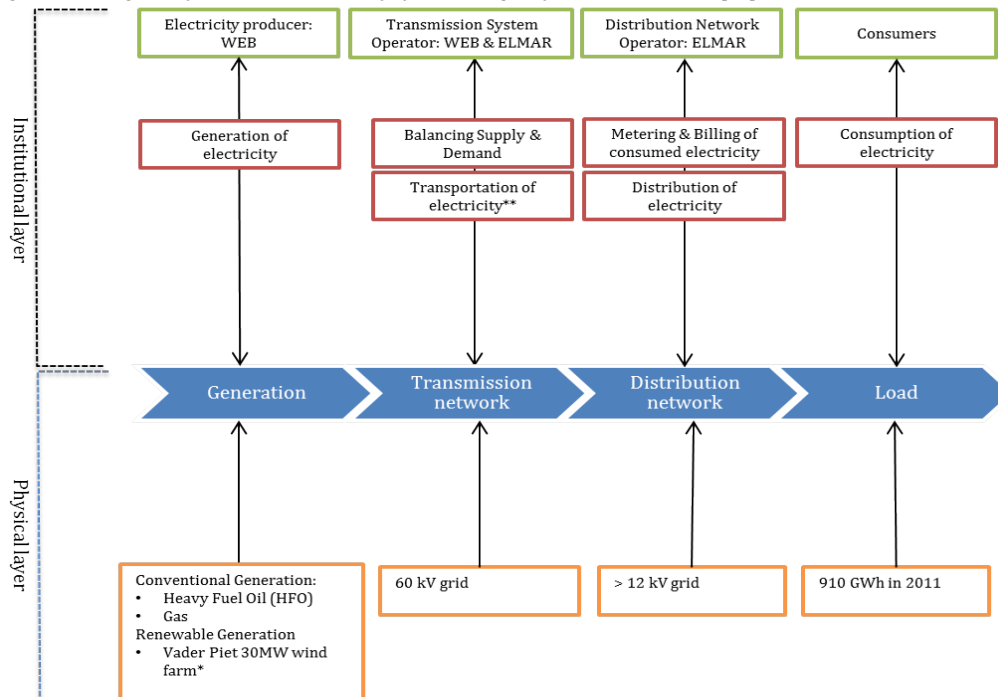 Electricity producer:
WEB
Transmission System
Operator: WEB & ELMAR
Distribution Network
Operator: ELMAR
Consumers
Institutional layer
Generation of
electricity
Balancing Supply &
Demand
Transportation of
electricity**
Metering & Billing of
consumed electricity
Distribution of
electricity
Consumption of
electricity
Generation
Transmission
network
Distribution
network
Load
Physical layer
Conventional Generation:
• Heavy Fuel Oil (HFO)
• Gas
Renewable Generation
• Vader Piet 30MW wind
farm*
60 kV grid
> 12 kV grid
910 GWh in 2011